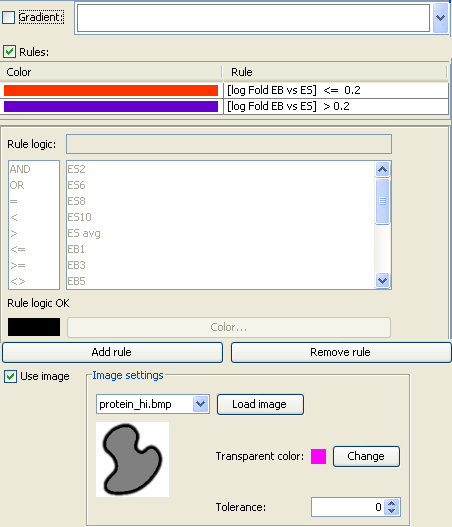 Gradient:
Rules:
Color Rule
[log Fold EB vs ES] <= 0.2
[log Fold EB vs ES] > 0.2
Rule logic:
AND ES2
OR ES6
= ES8
< ES10
> ES avg
<= EB1
>= EB3
<> EB5
Rule logic OK
Color...
Add rule Remove rule
Use image Image settings
protein_hi.bmp Load image
Transparent color: Change
Tolerance: 0